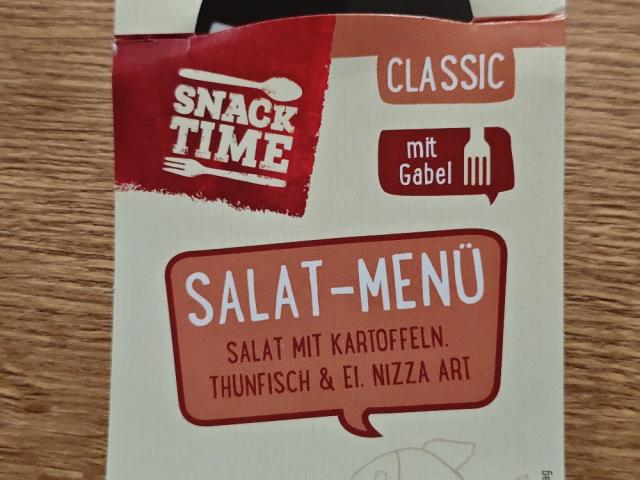 SNACK
TIME
CLASSIC
mit
Gabel
SALAT-MENÜ
SALAT MIT KARTOFFELN.
THUNFISCH & EI. NIZZA ART